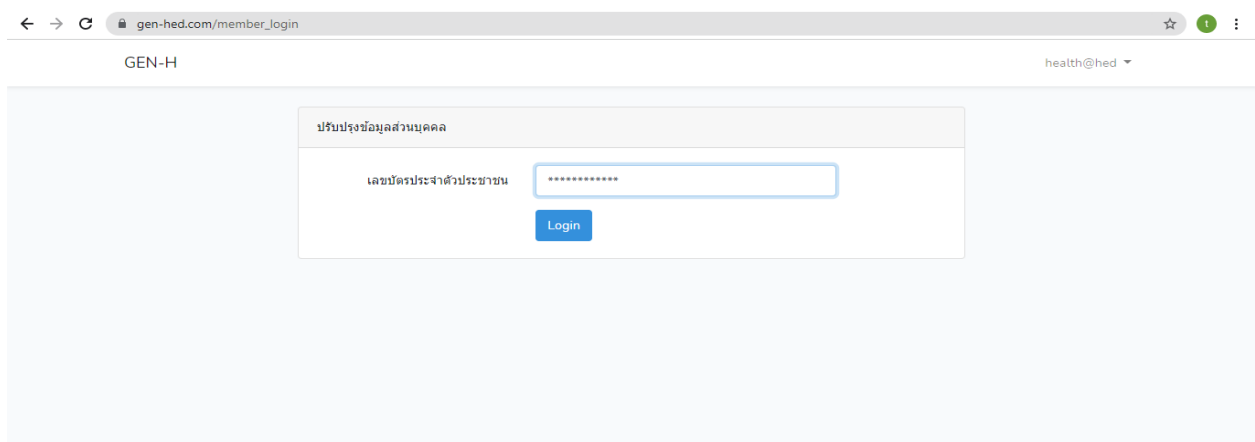 gen-hed.com/member_login
t
GEN-H
health@hed
ปรับปรุงข้อมูลส่วนบุคคล
เลขบัตรประจำตัวประชาชน
************
Login